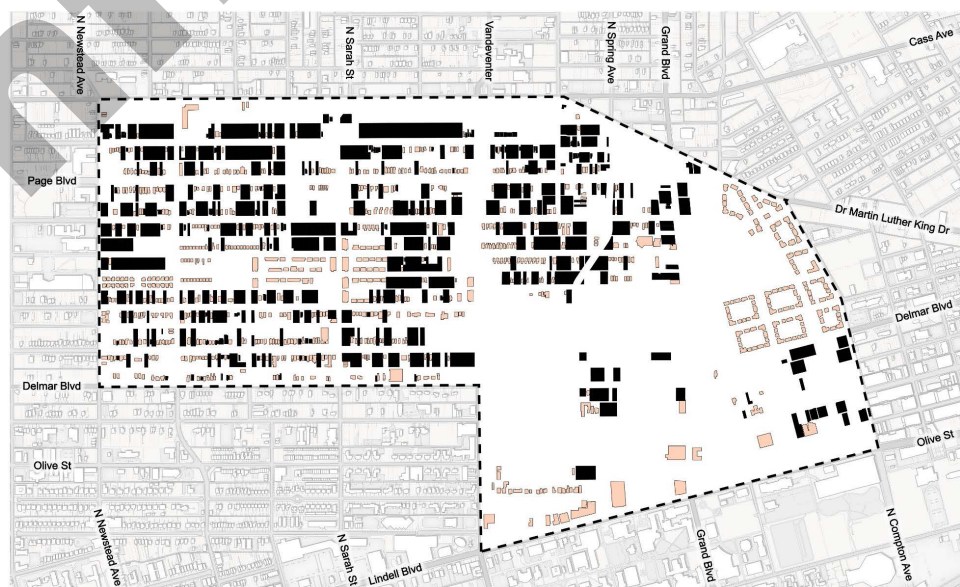 N Newstead Ave
N Sarah St
Vandeventer
N Spring Ave
Grand Blvd
Cass Ave
Page Blvd
Dr Martin Luther King Dr
Delmar Blvd
Delmar Blvd
Olive St
Olive St
N Newstead Ave
N Sarah St
Lindell Blvd
Grand Blvd
N Compton Ave